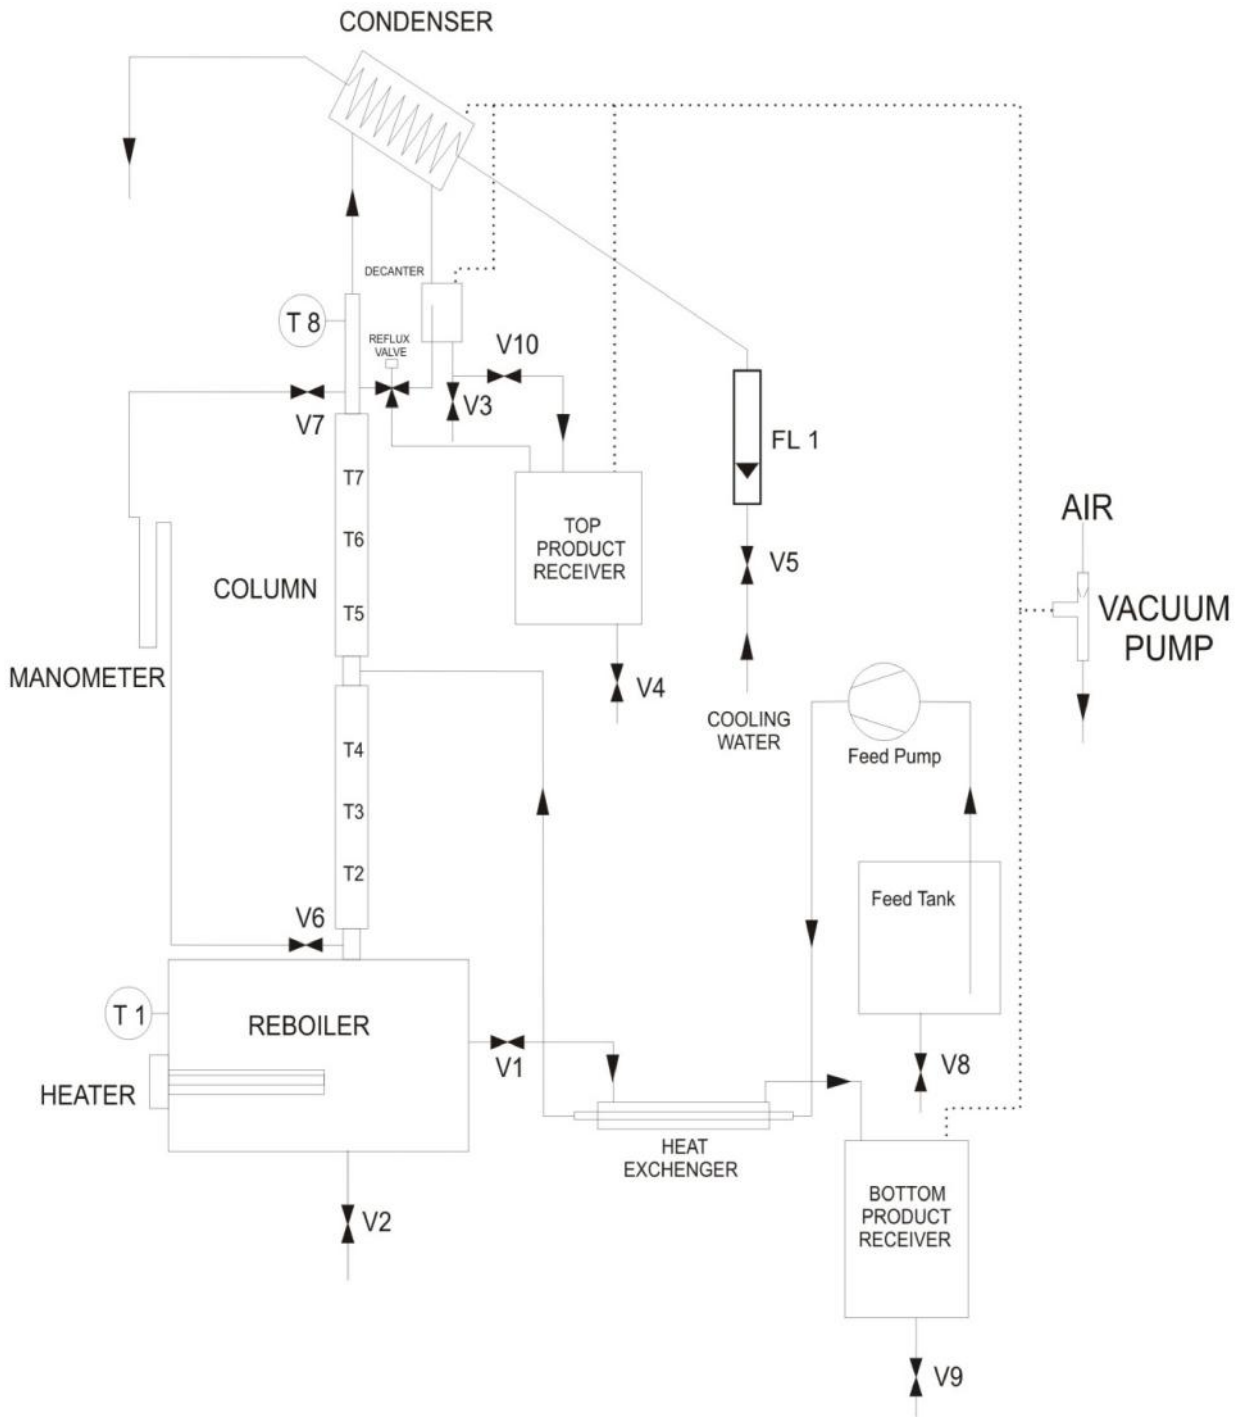 CONDENSER
DECANTER
T 8
REFLUX
VALVE
V10
V7
V3
FL 1
T7
TOP
PRODUCT
RECEIVER
AIR
T6
V5
COLUMN
VACUUM
PUMP
T5
MANOMETER
V4
COOLING
WATER
T4
Feed Pump
T3
T2
Feed Tank
V6
T 1
REBOILER
V1
V8
HEATER
HEAT
EXCHENGER
BOTTOM
PRODUCT
RECEIVER
V2
V9